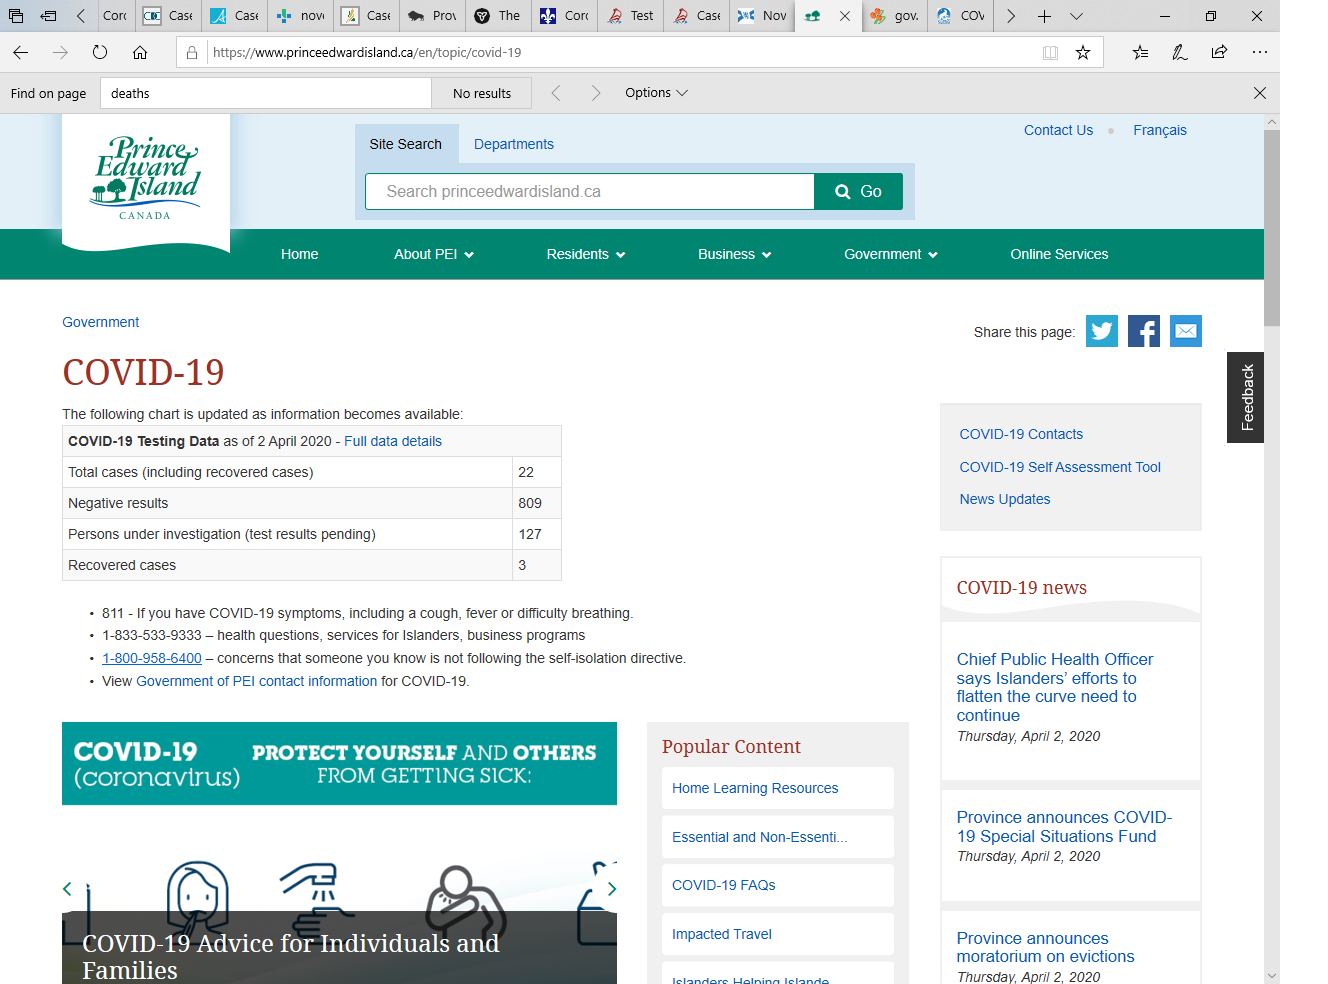 Corc
Case
Case
nove
Case
Prov
The
Corc
Test
Case
Nov
gov.
COV
https://www.princeedwardisland.ca/en/topic/covid-19
Find on page
deaths
No results
Options
Prince
Edward
Island
CANADA
Site Search
Departments
Contact Us
Français
Search princeedwardisland.ca
Go
Home
About PEI
Residents
Business
Government
Online Services
Government
Share this page:
Feedback
COVID-19
The following chart is updated as information becomes available:
COVID-19 Testing Data as of 2 April 2020 - Full data details
Total cases (including recovered cases) 22
Negative results 809
Persons under investigation (test results pending) 127
Recovered cases 3
• 811 - If you have COVID-19 symptoms, including a cough, fever or difficulty breathing.
• 1-833-533-9333 – health questions, services for Islanders, business programs
• 1-800-958-6400 – concerns that someone you know is not following the self-isolation directive.
• View Government of PEI contact information for COVID-19.
COVID-19
(coronavirus)
PROTECT YOURSELF AND OTHERS
FROM GETTING SICK:
COVID-19 Advice for Individuals and
Families
Popular Content
Home Learning Resources
Essential and Non-Essenti...
COVID-19 FAQs
Impacted Travel
Islanders Helping Islande
COVID-19 Contacts
COVID-19 Self Assessment Tool
News Updates
COVID-19 news
Chief Public Health Officer
says Islanders’ efforts to
flatten the curve need to
continue
Thursday, April 2, 2020
Province announces COVID-
19 Special Situations Fund
Thursday, April 2, 2020
Province announces
moratorium on evictions
Thursday, April 2, 2020